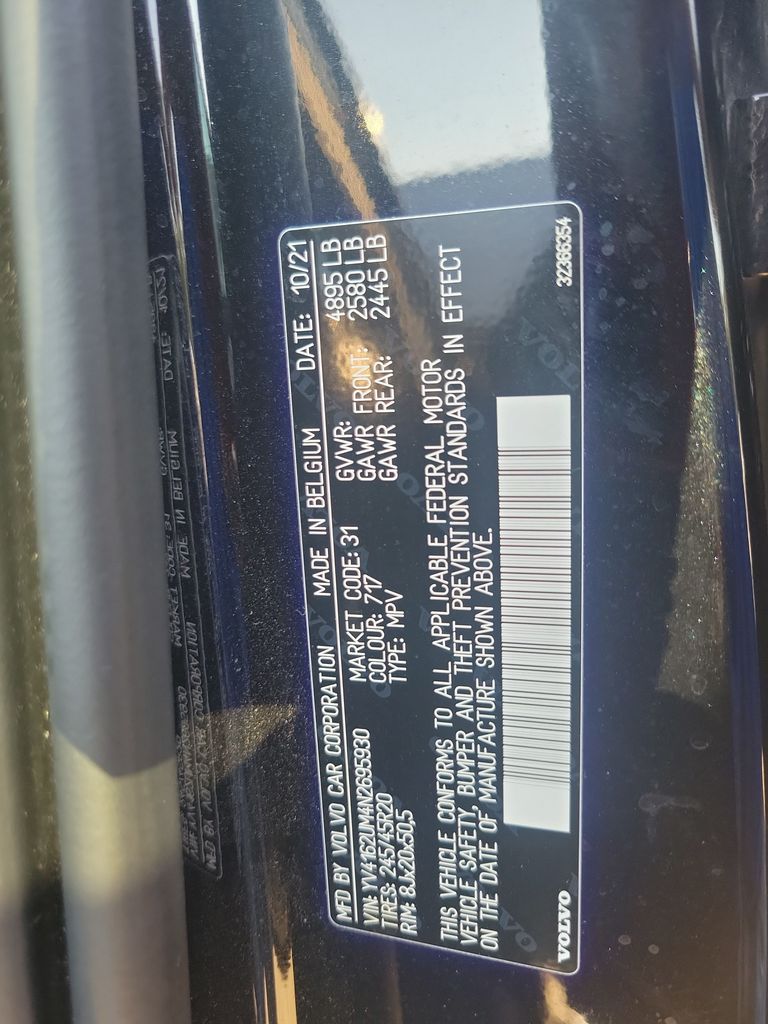 MFD BY VOLVO CAR CORPORATION MADE IN BELGIUM DATE: 10/21
VIN: YV4162UM4N2695930 MARKET CODE: 31 GVWR: 4895 LB
TIRES: 245/45R20 COLOUR: 717 GAWR FRONT: 2580 LB
RIM: 8Jx20x50,5 TYPE: MPV GAWR REAR: 2445 LB
THIS VEHICLE CONFORMS TO ALL APPLICABLE FEDERAL MOTOR
VEHICLE SAFETY, BUMPER AND THEFT PREVENTION STANDARDS IN EFFECT
ON THE DATE OF MANUFACTURE SHOWN ABOVE.
VOLVO 32366354